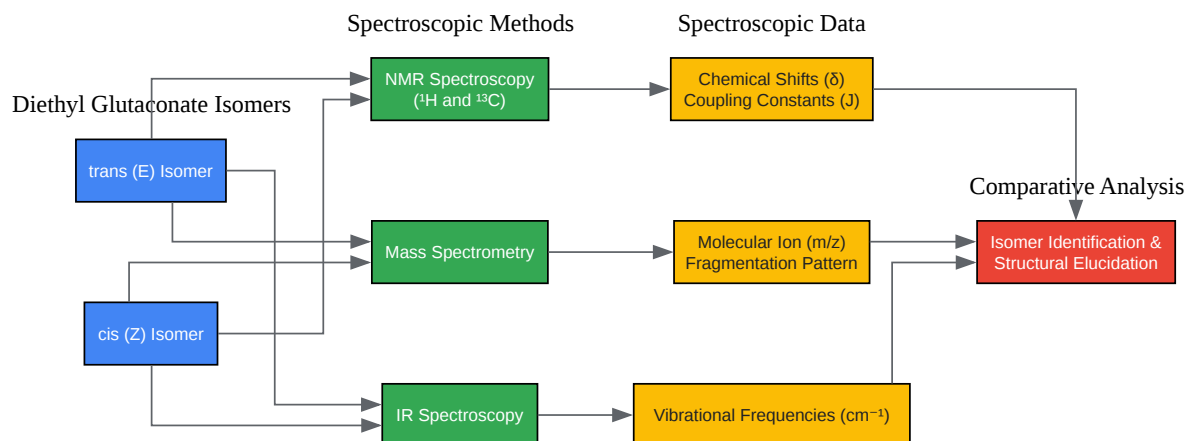 Spectroscopic Methods
Spectroscopic Data
Diethyl Glutaconate Isomers
NMR Spectroscopy
(¹H and ¹³C)
Chemical Shifts (δ)
Coupling Constants (J)
trans (E) Isomer
Comparative Analysis
Mass Spectrometry
Molecular Ion (m/z)
Fragmentation Pattern
Isomer Identification &
Structural Elucidation
cis (Z) Isomer
IR Spectroscopy
Vibrational Frequencies (cm⁻¹)